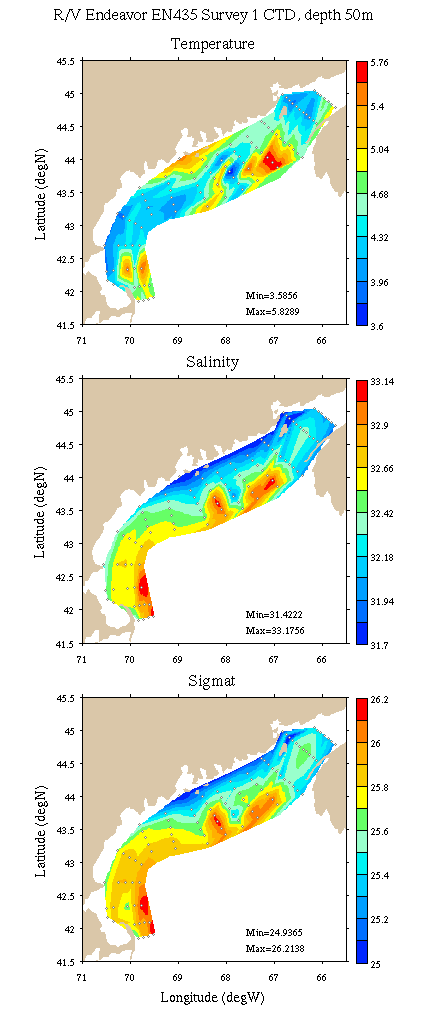 R/V Endeavor EN435 Survey 1 CTD, depth 50m
Temperature
45.5
45
44.5
44
43.5
43
42.5
42
41.5
Latitude (degN)
71 70 69 68 67 66
Min=3.5856
Max=5.8289
5.76
5.4
5.04
4.68
4.32
3.96
3.6
Salinity
45.5
45
44.5
44
43.5
43
42.5
42
41.5
Latitude (degN)
71 70 69 68 67 66
Min=31.4222
Max=33.1756
33.14
32.9
32.66
32.42
32.18
31.94
31.7
Sigmat
45.5
45
44.5
44
43.5
43
42.5
42
41.5
Latitude (degN)
71 70 69 68 67 66
Longitude (degW)
Min=24.9365
Max=26.2138
26.2
26
25.8
25.6
25.4
25.2
25